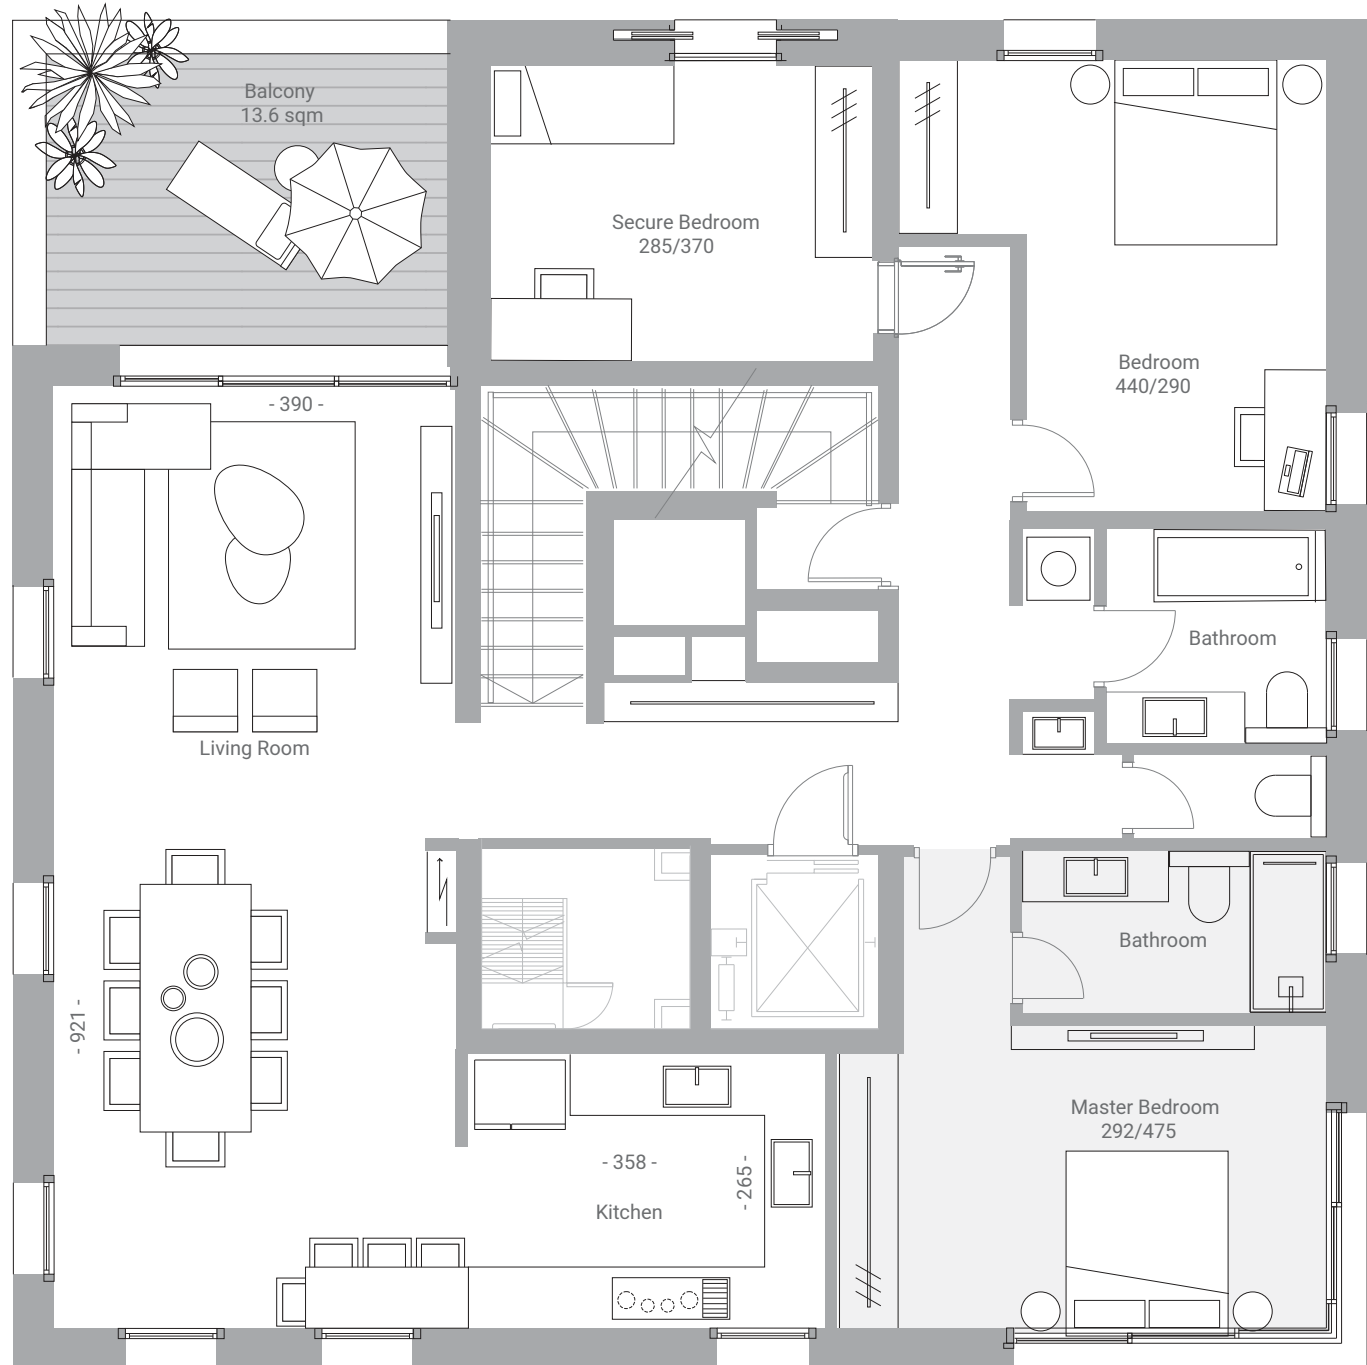 Balcony
13.6 sqm
Secure Bedroom
285/370
Bedroom
440/290
- 390 -
Bathroom
Living Room
Bathroom
- 921 -
Master Bedroom
292/475
- 358 -
- 265 -
Kitchen